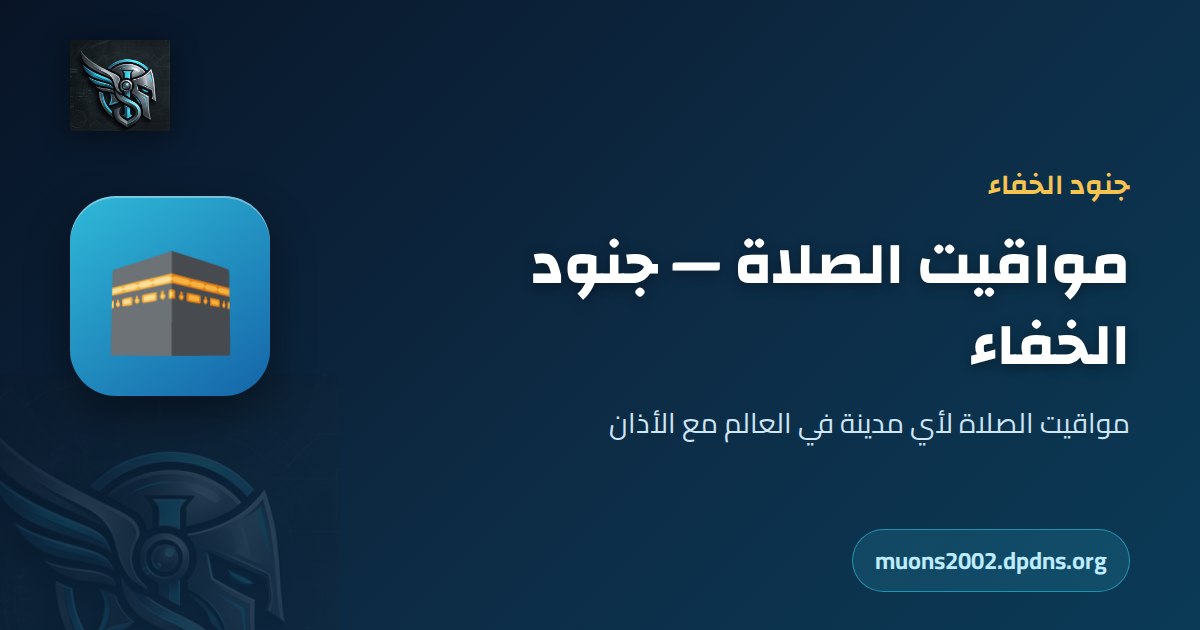 جنود الخفاء
مواقيت الصلاة — جنود
الخفاء
مواقيت الصلاة لأي مدينة في العالم مع الأذان
muons2002.dpdns.org